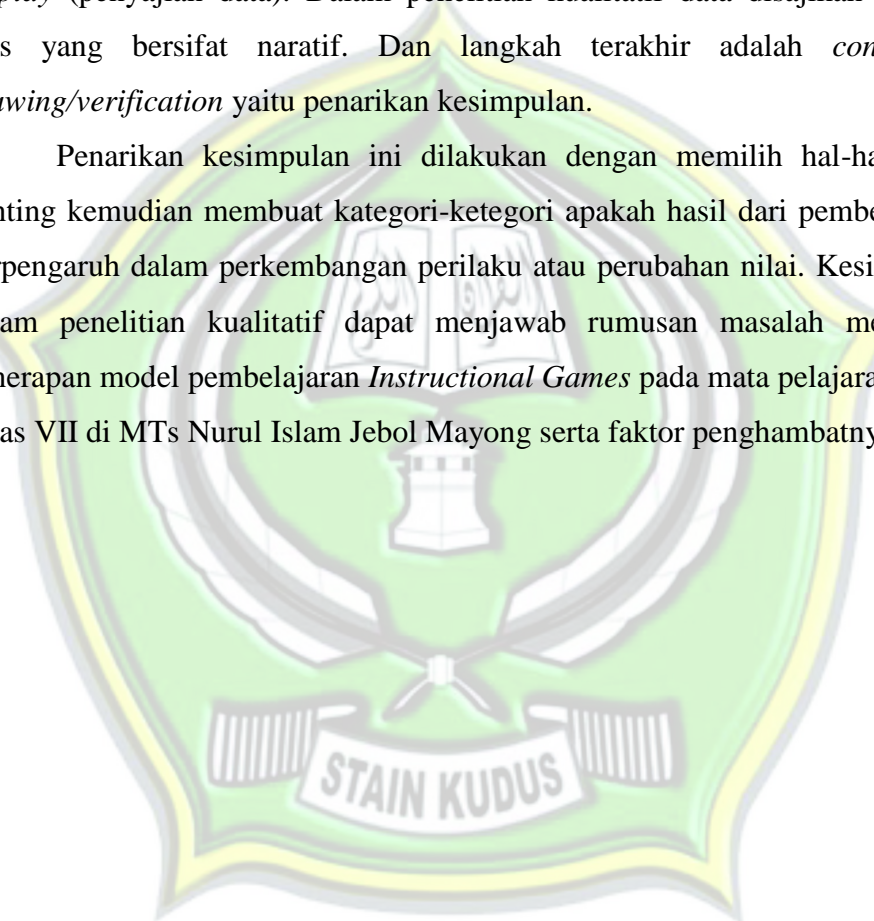 (penyajian data). Dalam penelitian kualitatif data disajikan
yang bersifat naratif. Dan langkah terakhir adalah con
awing/verification yaitu penarikan kesimpulan.
Penarikan kesimpulan ini dilakukan dengan memilih hal-ha
nting kemudian membuat kategori-ketegori apakah hasil dari pembe
rpengaruh dalam perkembangan perilaku atau perubahan nilai. Kesi
am penelitian kualitatif dapat menjawab rumusan masalah me
nerapan model pembelajaran Instructional Games pada mata pelajara
as VII di MTs Nurul Islam Jebol Mayong serta faktor penghambatny
STAIN KUDUS